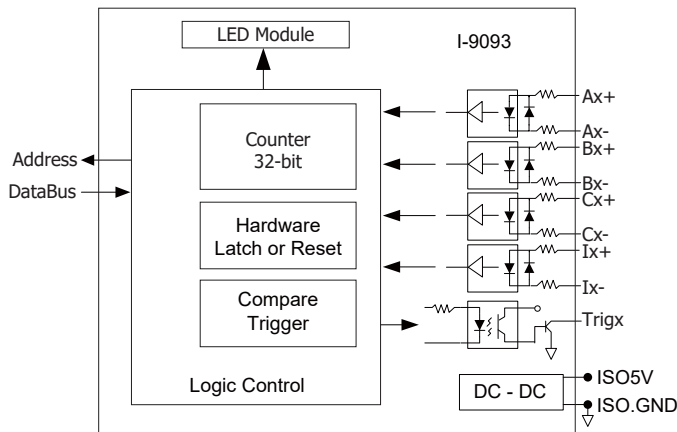 LED Module
I-9093
Counter
32-bit
Hardware
Latch or Reset
Compare
Trigger
Logic Control
Address
DataBus
Ax+
Ax-
Bx+
Bx-
Cx+
Cx-
Ix+
Ix-
Trigx
DC - DC
ISO5V
ISO.GND